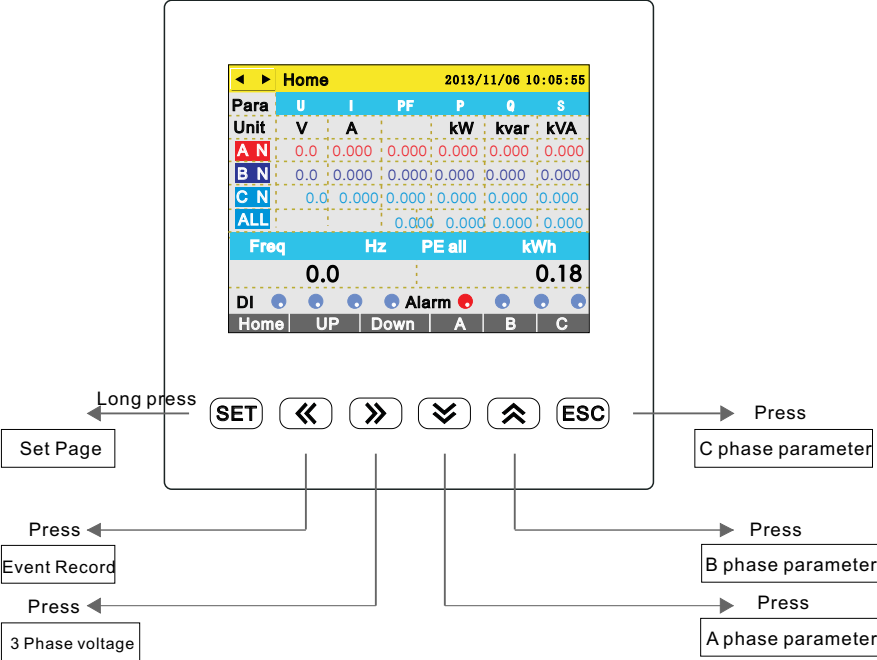 Home 2013/11/06 10:05:55
Para U I PF P Q S
Unit V A kW kvar kVA
A N 0.0 0.000 0.000 0.000 0.000 0.000
B N 0.0 0.000 0.000 0.000 0.000 0.000
C N 0.0 0.000 0.000 0.000 0.000 0.000
ALL 0.000 0.000 0.000 0.000
Freq Hz PE all kWh
0.0 0.18
DI Alarm
Home UP Down A B C
Long press
SET ESC
Press
Set Page
C phase parameter
Press
Press
Event Record
B phase parameter
Press
Press
3 Phase voltage
A phase parameter